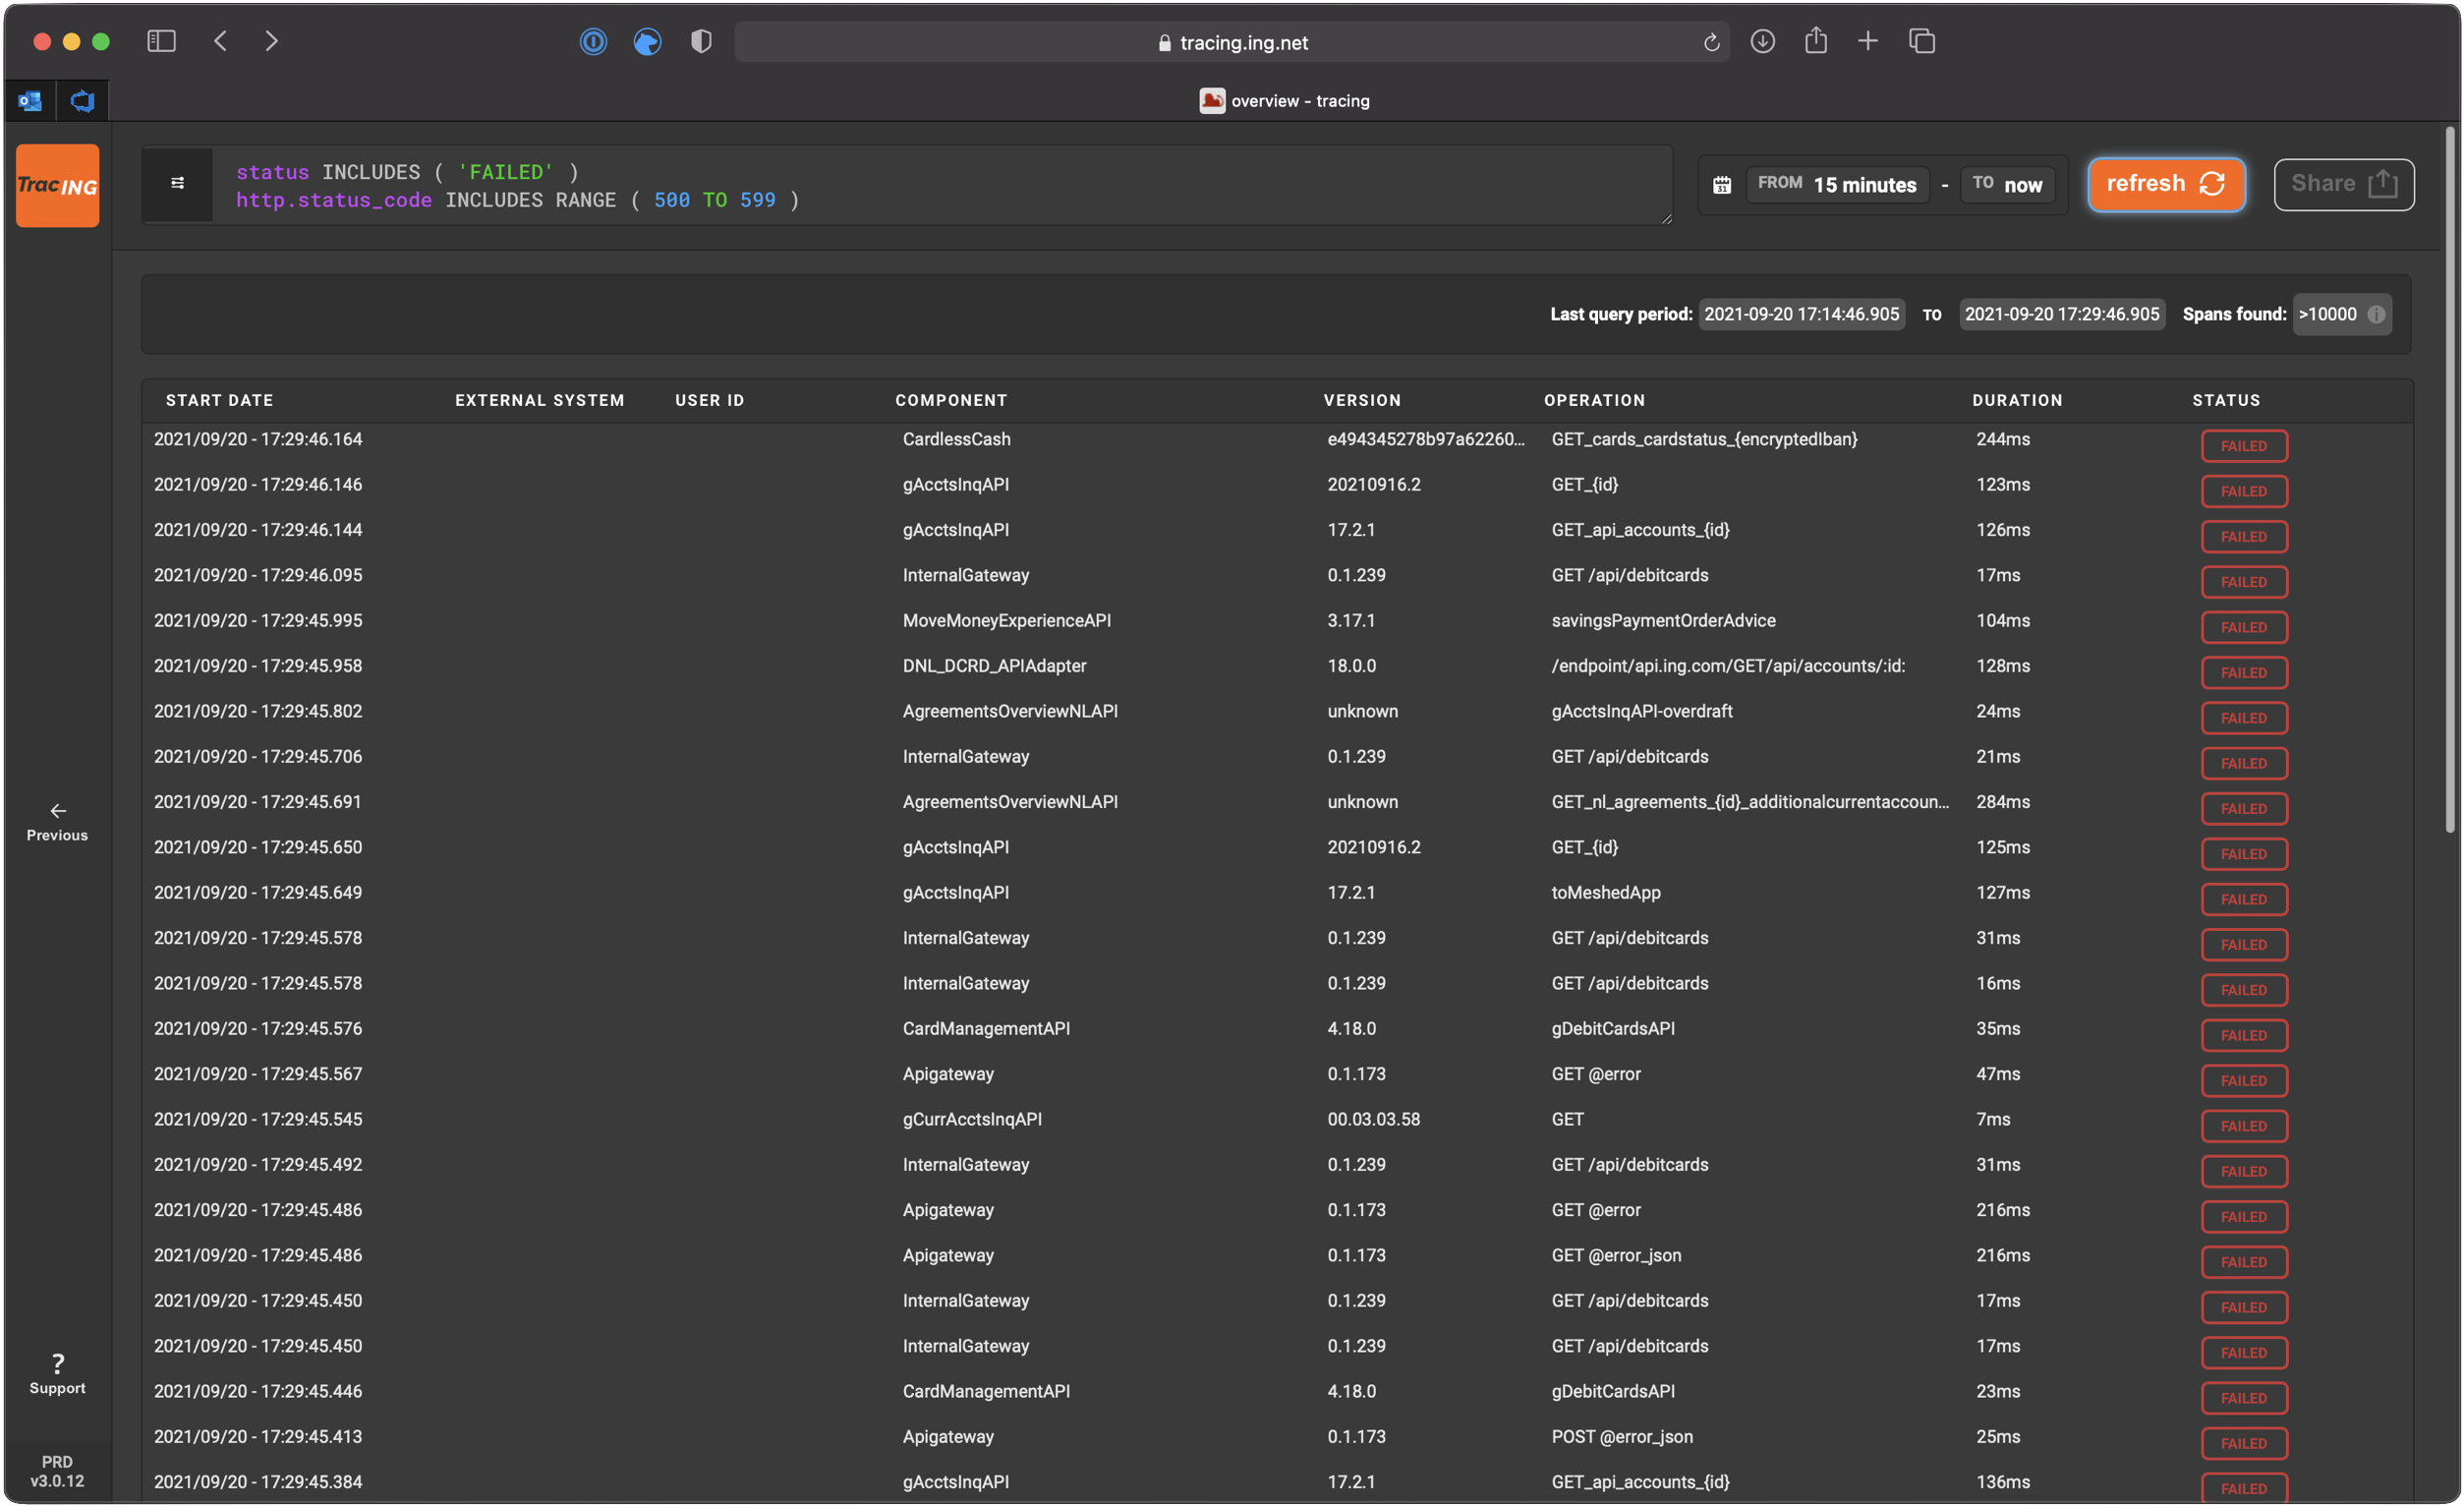 tracing.ing.net
overview - tracing
TracING
status INCLUDES ( 'FAILED' )
http.status_code INCLUDES RANGE ( 500 TO 599 )
31 FROM 15 minutes - TO now
refresh
Share
Last query period: 2021-09-20 17:14:46.905 TO 2021-09-20 17:29:46.905 Spans found: >10000 i
START DATE EXTERNAL SYSTEM USER ID COMPONENT VERSION OPERATION DURATION STATUS
2021/09/20 - 17:29:46.164 CardlessCash e494345278b97a62260... GET_cards_cardstatus_{encryptedIban} 244ms FAILED
2021/09/20 - 17:29:46.146 gAcctsInqAPI 20210916.2 GET_{id} 123ms FAILED
2021/09/20 - 17:29:46.144 gAcctsInqAPI 17.2.1 GET_api_accounts_{id} 126ms FAILED
2021/09/20 - 17:29:46.095 InternalGateway 0.1.239 GET /api/debitcards 17ms FAILED
2021/09/20 - 17:29:45.995 MoveMoneyExperienceAPI 3.17.1 savingsPaymentOrderAdvice 104ms FAILED
2021/09/20 - 17:29:45.958 DNL_DCRD_APIAdapter 18.0.0 /endpoint/api.ing.com/GET/api/accounts/:id: 128ms FAILED
2021/09/20 - 17:29:45.802 AgreementsOverviewNLAPI unknown gAcctsInqAPI-overdraft 24ms FAILED
2021/09/20 - 17:29:45.706 InternalGateway 0.1.239 GET /api/debitcards 21ms FAILED
2021/09/20 - 17:29:45.691 AgreementsOverviewNLAPI unknown GET_nl_agreements_{id}_additionalcurrentaccoun... 284ms FAILED
2021/09/20 - 17:29:45.650 gAcctsInqAPI 20210916.2 GET_{id} 125ms FAILED
2021/09/20 - 17:29:45.649 gAcctsInqAPI 17.2.1 toMeshedApp 127ms FAILED
2021/09/20 - 17:29:45.578 InternalGateway 0.1.239 GET /api/debitcards 31ms FAILED
2021/09/20 - 17:29:45.578 InternalGateway 0.1.239 GET /api/debitcards 16ms FAILED
2021/09/20 - 17:29:45.576 CardManagementAPI 4.18.0 gDebitCardsAPI 35ms FAILED
2021/09/20 - 17:29:45.567 Apigateway 0.1.173 GET @error 47ms FAILED
2021/09/20 - 17:29:45.545 gCurrAcctsInqAPI 00.03.03.58 GET 7ms FAILED
2021/09/20 - 17:29:45.492 InternalGateway 0.1.239 GET /api/debitcards 31ms FAILED
2021/09/20 - 17:29:45.486 Apigateway 0.1.173 GET @error 216ms FAILED
2021/09/20 - 17:29:45.486 Apigateway 0.1.173 GET @error_json 216ms FAILED
2021/09/20 - 17:29:45.450 InternalGateway 0.1.239 GET /api/debitcards 17ms FAILED
2021/09/20 - 17:29:45.450 InternalGateway 0.1.239 GET /api/debitcards 17ms FAILED
2021/09/20 - 17:29:45.446 CardManagementAPI 4.18.0 gDebitCardsAPI 23ms FAILED
2021/09/20 - 17:29:45.413 Apigateway 0.1.173 POST @error_json 25ms FAILED
2021/09/20 - 17:29:45.384 gAcctsInqAPI 17.2.1 GET_api_accounts_{id} 136ms FAILED
Previous
?
Support
PRD
v3.0.12